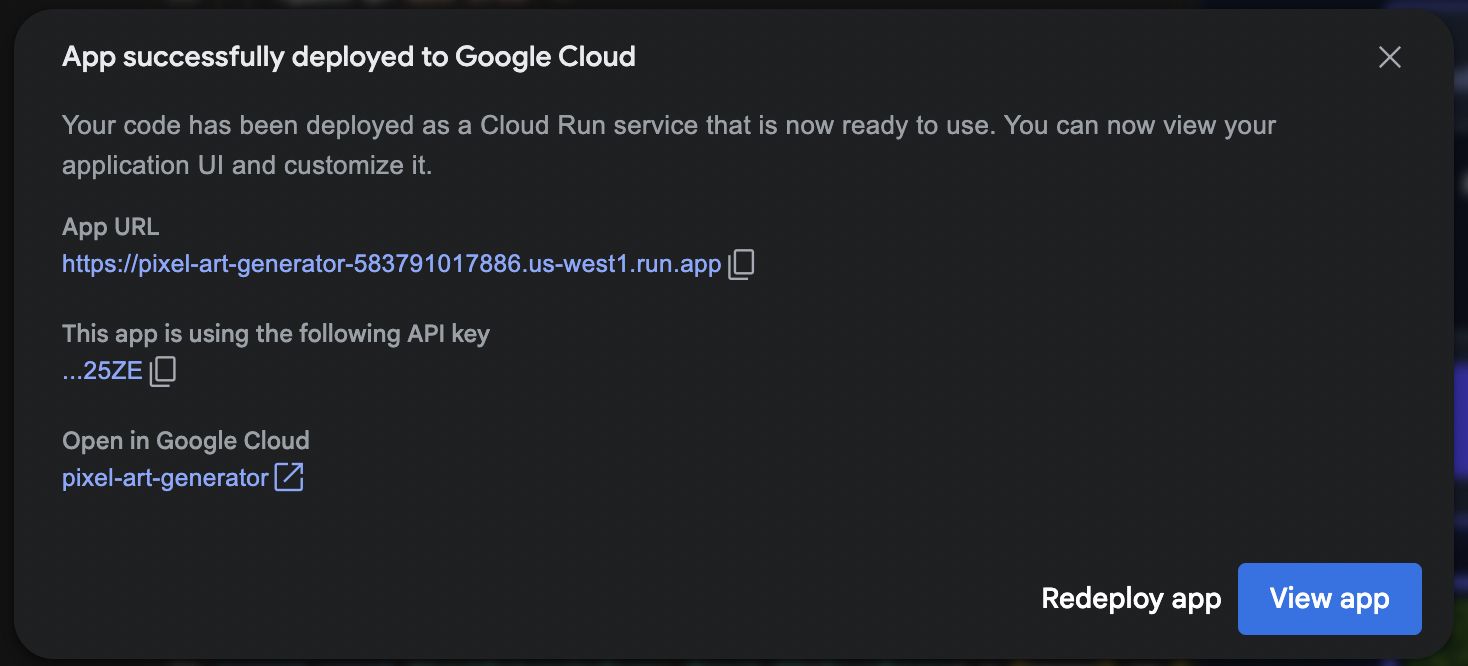 App successfully deployed to Google Cloud
Your code has been deployed as a Cloud Run service that is now ready to use. You can now view your
application UI and customize it.
App URL
https://pixel-art-generator-583791017886.us-west1.run.app
This app is using the following API key
...25ZE
Open in Google Cloud
pixel-art-generator
Redeploy app
View app